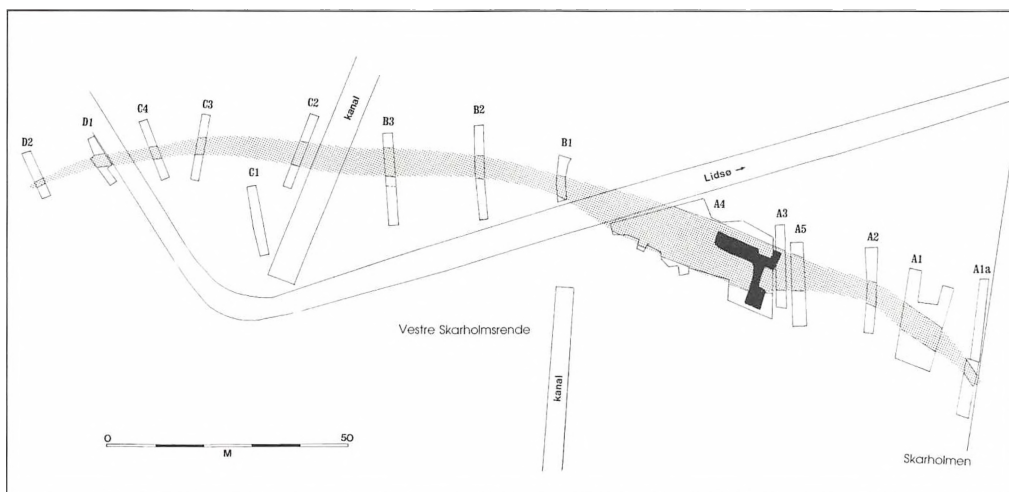 D2
D1
C4
C3
C2
kanal
B3
B2
B1
C1
Lidsø →
A4
A3
A5
A2
A1
A1a
Vestre Skarholmsrende
kanal
0 50
M
Skarholmen